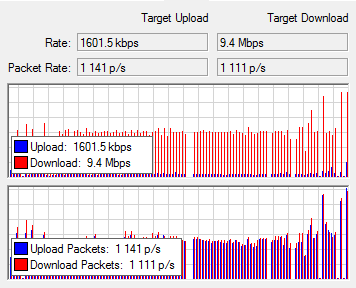 Target Upload Target Download
Rate: 1601.5 kbps 9.4 Mbps
Packet Rate: 1 141 p/s 1 111 p/s
Upload: 1601.5 kbps
Download: 9.4 Mbps
Upload Packets: 1 141 p/s
Download Packets: 1 111 p/s